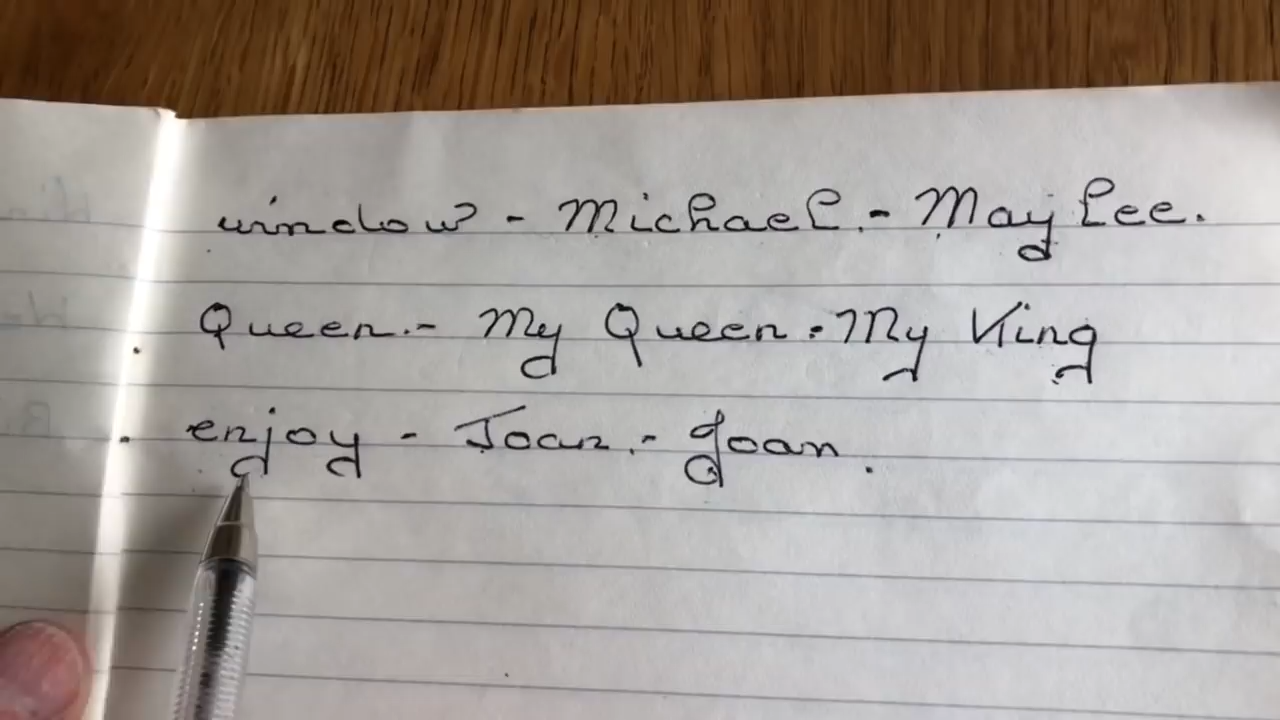 window - Michael. - May Lee.
Queen. - My Queen. My King
. enjoy - Joan. - Joan.